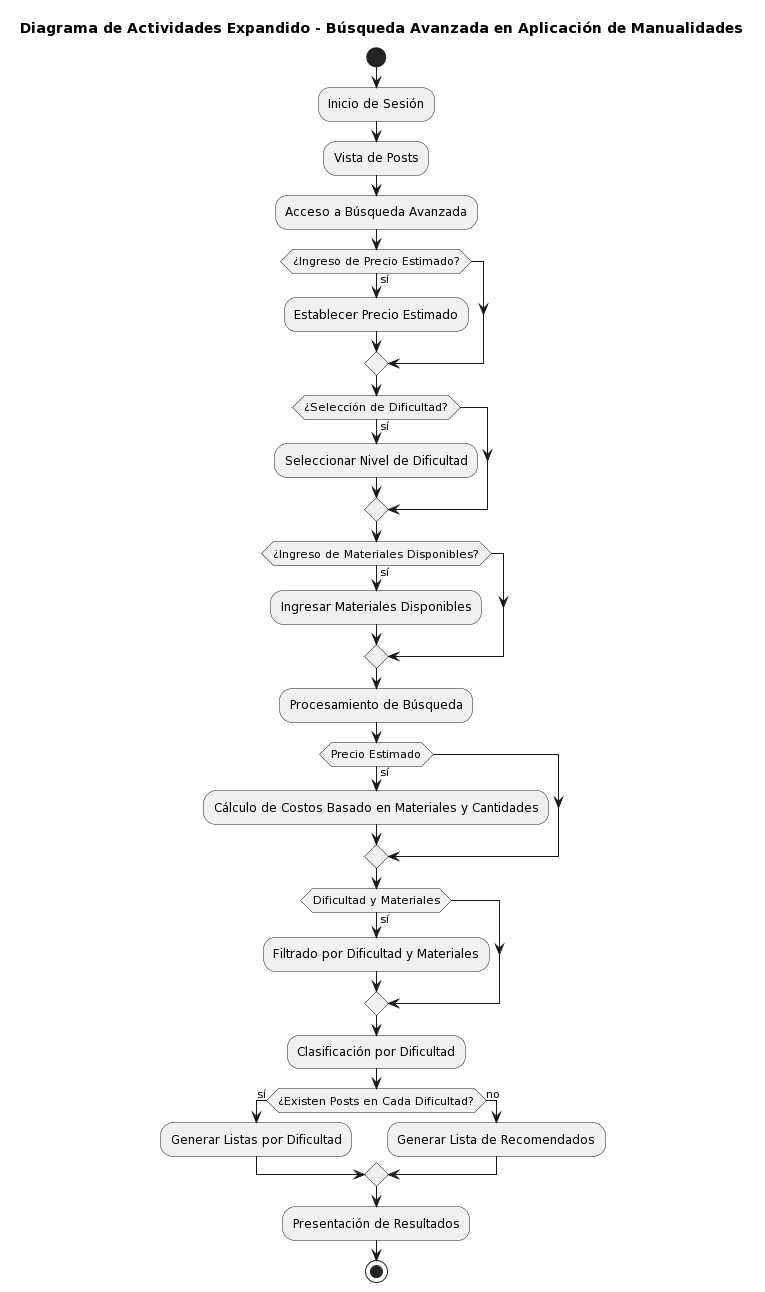 Diagrama de Actividades Expandido - Búsqueda Avanzada en Aplicación de Manualidades
Inicio de Sesión
Vista de Posts
Acceso a Búsqueda Avanzada
¿Ingreso de Precio Estimado?
sí
Establecer Precio Estimado
¿Selección de Dificultad?
sí
Seleccionar Nivel de Dificultad
¿Ingreso de Materiales Disponibles?
sí
Ingresar Materiales Disponibles
Procesamiento de Búsqueda
Precio Estimado
sí
Cálculo de Costos Basado en Materiales y Cantidades
Dificultad y Materiales
sí
Filtrado por Dificultad y Materiales
Clasificación por Dificultad
sí
¿Existen Posts en Cada Dificultad?
no
Generar Listas por Dificultad
Generar Lista de Recomendados
Presentación de Resultados